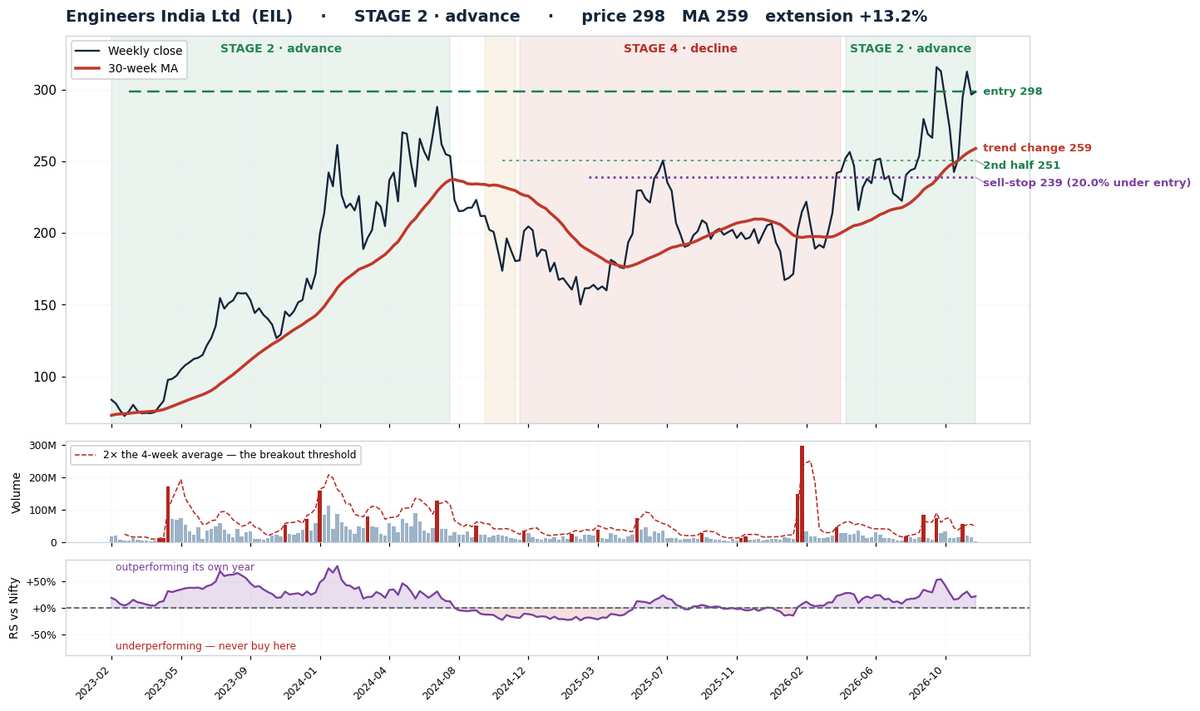 Engineers India Ltd (EIL) · STAGE 2 · advance · price 298 MA 259 extension +13.2%
Weekly close
30-week MA
STAGE 2 · advance
STAGE 4 · decline
STAGE 2 · advance
300
250
200
150
100
entry 298
trend change 259
2nd half 251
sell-stop 239 (20.0% under entry)
Volume
300M
200M
100M
0
2× the 4-week average — the breakout threshold
RS vs Nifty
+50%
+0%
-50%
outperforming its own year
underperforming — never buy here
2023-02
2023-05
2023-09
2024-01
2024-04
2024-08
2024-12
2025-03
2025-07
2025-11
2026-02
2026-06
2026-10